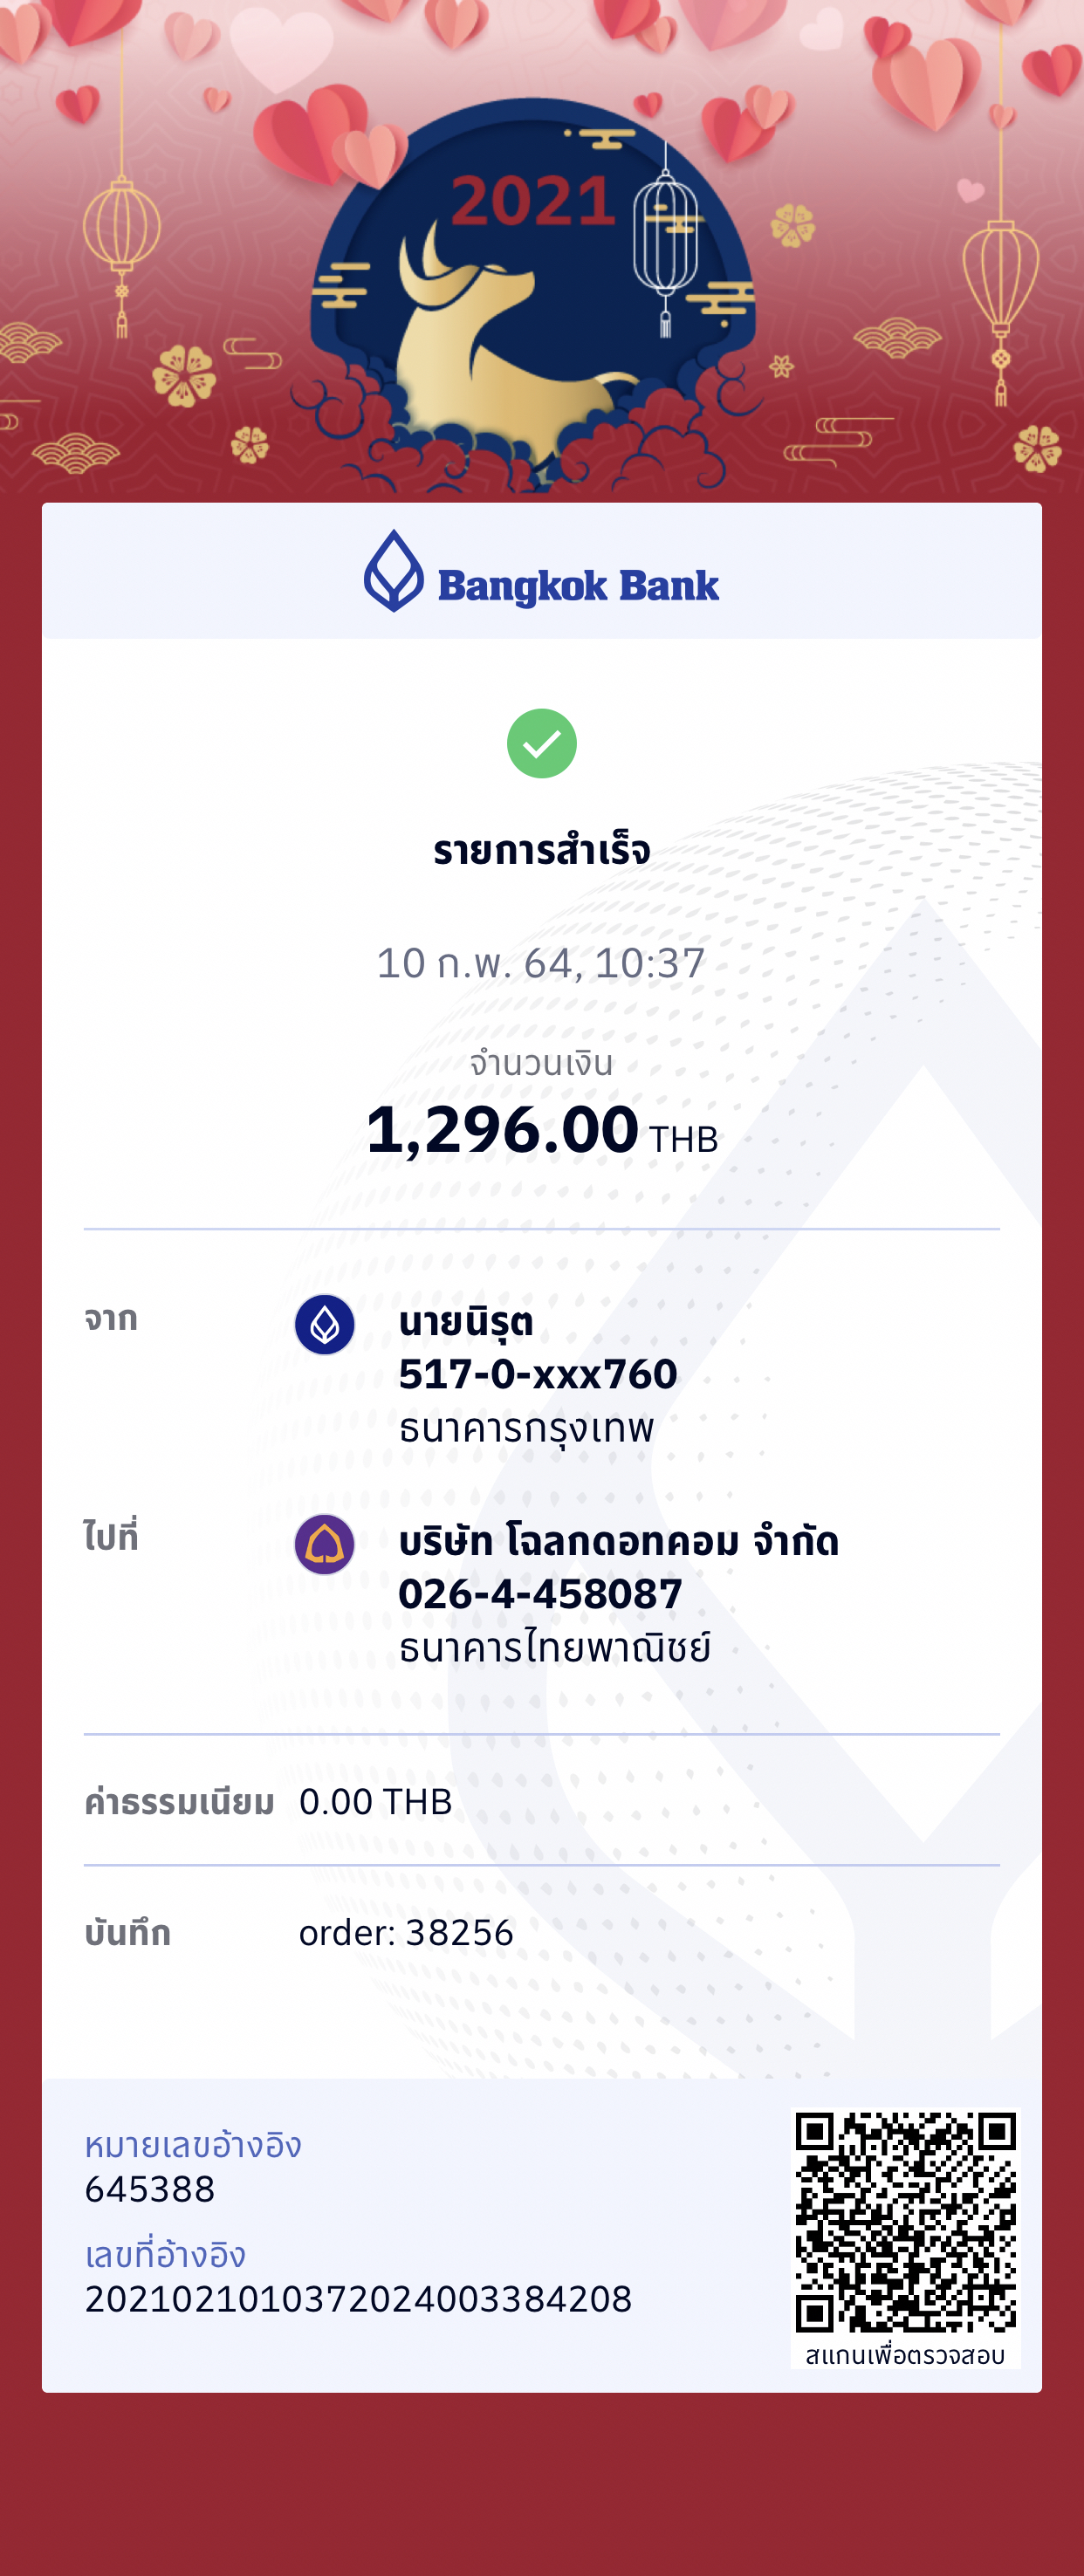 2021
Bangkok Bank
รายการสำเร็จ
10 ก.พ. 64, 10:37
จำนวนเงิน
1,296.00 THB
จาก
นายนิรุต
517-0-xxx760
ธนาคารกรุงเทพ
ไปที่
บริษัท โฉลกดอทคอม จำกัด
026-4-458087
ธนาคารไทยพาณิชย์
ค่าธรรมเนียม 0.00 THB
บันทึก order: 38256
หมายเลขอ้างอิง
645388
เลขที่อ้างอิง
2021021010372024003384208
สแกนเพื่อตรวจสอบ